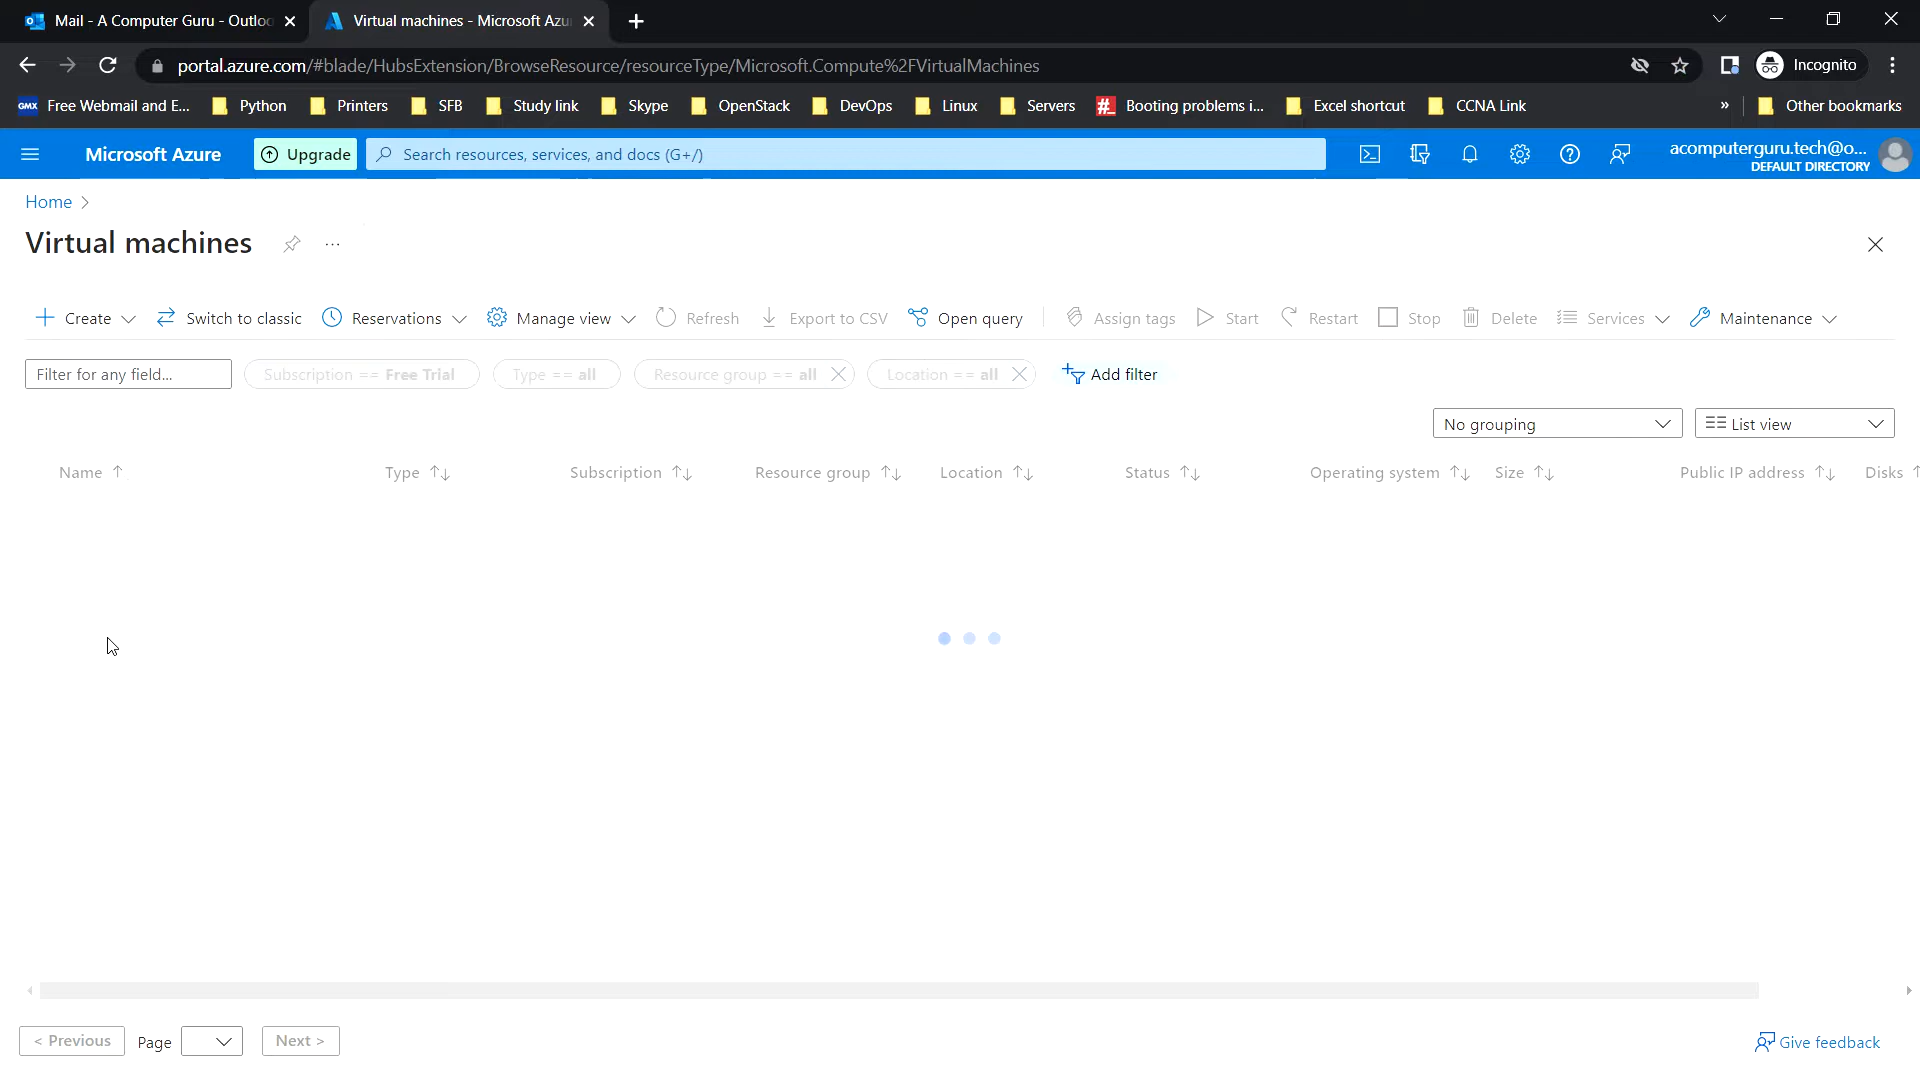 Mail - A Computer Guru - Outloo
Virtual machines - Microsoft Azu
portal.azure.com/#blade/HubsExtension/BrowseResource/resourceType/Microsoft.Compute%2FVirtualMachines
Incognito
GMX Free Webmail and E...
Python
Printers
SFB
Study link
Skype
OpenStack
DevOps
Linux
Servers
Booting problems i...
Excel shortcut
CCNA Link
»
Other bookmarks
Microsoft Azure
Upgrade
Search resources, services, and docs (G+/)
acomputerguru.tech@o...
DEFAULT DIRECTORY
Home
Virtual machines
...
Create
Switch to classic
Reservations
Manage view
Refresh
Export to CSV
Open query
Assign tags
Start
Restart
Stop
Delete
Services
Maintenance
Filter for any field...
Subscription == Free Trial
Type == all
Resource group == all
Location == all
Add filter
No grouping
List view
Name
Type
Subscription
Resource group
Location
Status
Operating system
Size
Public IP address
Disks
< Previous
Page
Next >
Give feedback